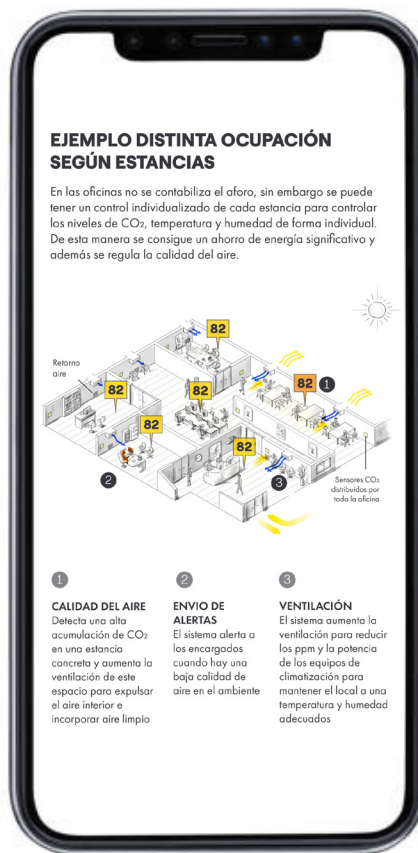 EJEMPLO DISTINTA OCUPACIÓN
SEGÚN ESTANCIAS
En las oficinas no se contabiliza el aforo, sin embargo se puede
tener un control individualizado de cada estancia para controlar
los niveles de CO₂, temperatura y humedad de forma individual.
De esta manera se consigue un ahorro de energía significativo y
además se regula la calidad del aire.
82
Retorno
aire
82
82
82
1
82
82
2
3
Sensores CO₂
distribuidos por
toda la oficina
1
CALIDAD DEL AIRE
Detecta una alta
acumulación de CO₂
en una estancia
concreta y aumenta la
ventilación de este
espacio para expulsar
el aire interior e
incorporar aire limpio
2
ENVIO DE
ALERTAS
El sistema alerta a
los encargados
cuando hay una
baja calidad de
aire en el ambiente
3
VENTILACIÓN
El sistema aumenta la
ventilación para reducir
los ppm y la potencia
de los equipos de
climatización para
mantener el local a una
temperatura y humedad
adecuados